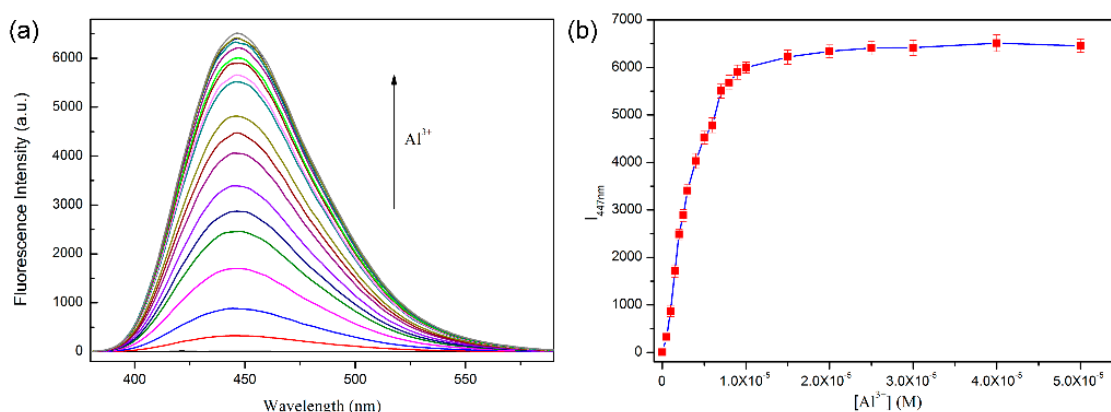 (a)
6000
5000
4000
3000
2000
1000
0
Fluorescence Intensity (a.u.)
Al³⁺
400
450
500
550
Wavelength (nm)
(b)
7000
6000
5000
4000
3000
2000
1000
0
I447nm
0
1.0X10⁻⁵
2.0X10⁻⁵
3.0X10⁻⁵
4.0X10⁻⁵
5.0X10⁻⁵
[Al³⁺] (M)